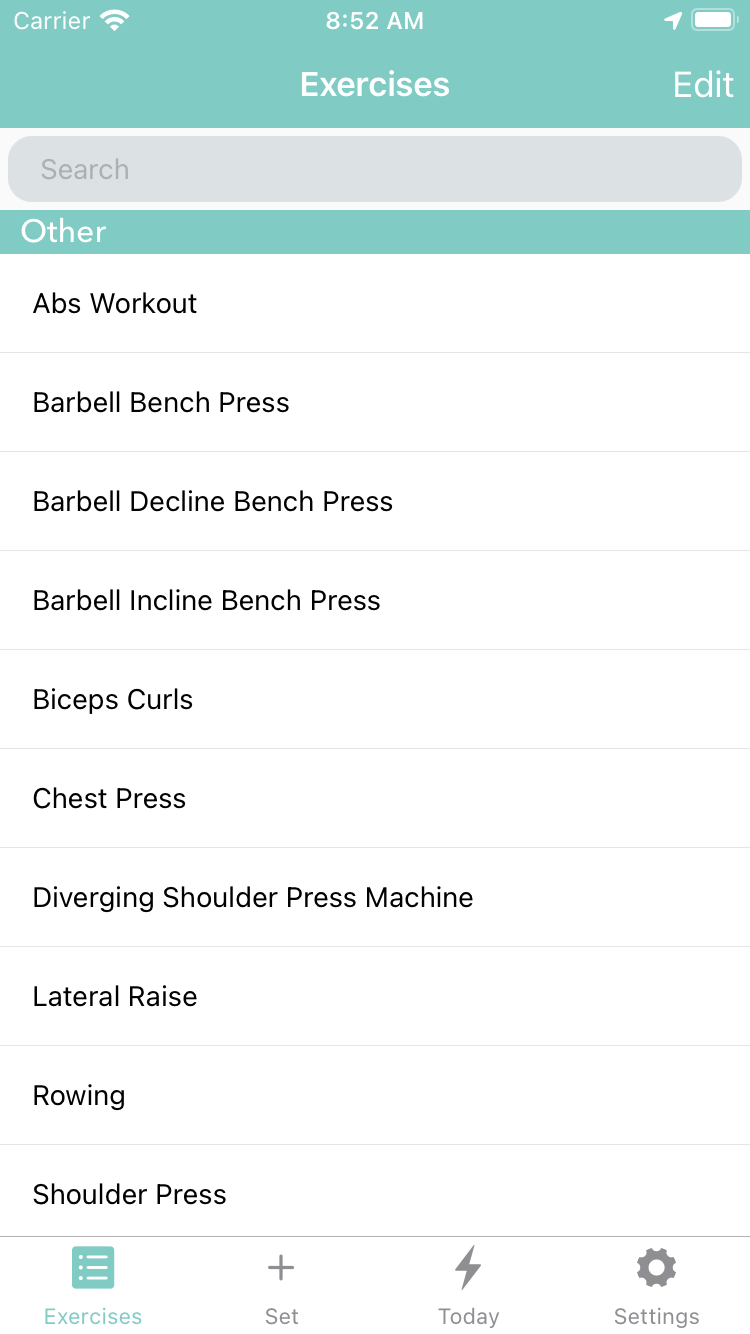 Carrier 8:52 AM
Exercises Edit
Search
Other
Abs Workout
Barbell Bench Press
Barbell Decline Bench Press
Barbell Incline Bench Press
Biceps Curls
Chest Press
Diverging Shoulder Press Machine
Lateral Raise
Rowing
Shoulder Press
Exercises Set Today Settings